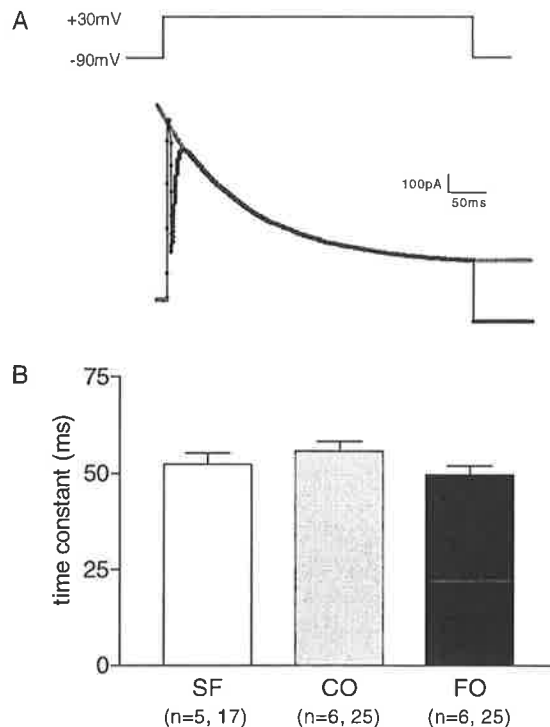 A
+30mV
-90mV
100pA
50ms
B
time constant (ms)
75
50
25
0
SF
CO
FO
(n=5, 17)
(n=6, 25)
(n=6, 25)